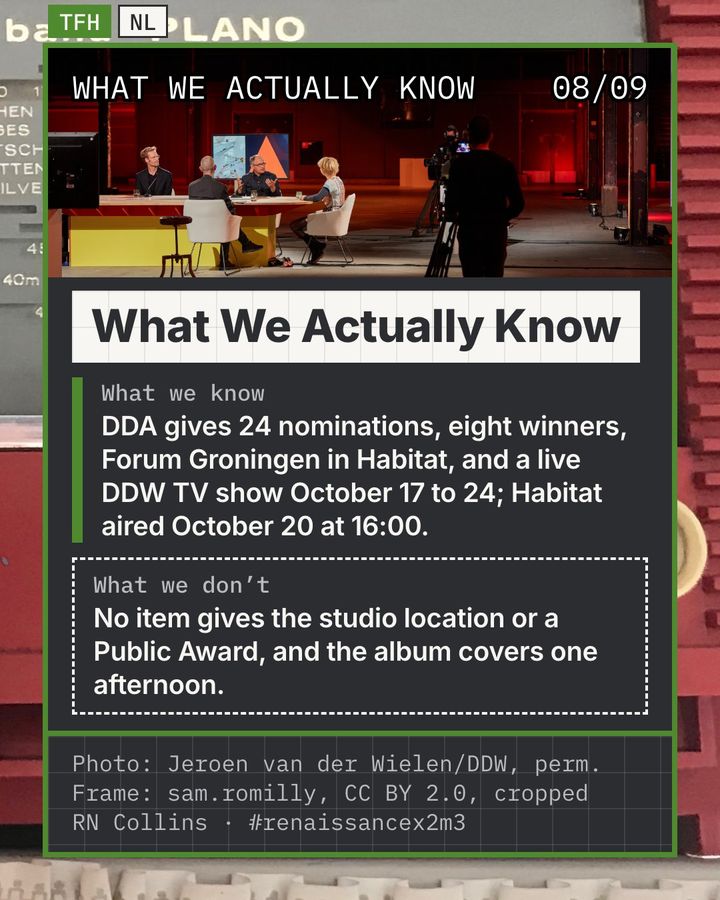 TFH NL
PLANO
WHAT WE ACTUALLY KNOW 08/09
What We Actually Know
What we know
DDA gives 24 nominations, eight winners,
Forum Groningen in Habitat, and a live
DDW TV show October 17 to 24; Habitat
aired October 20 at 16:00.
What we don’t
No item gives the studio location or a
Public Award, and the album covers one
afternoon.
Photo: Jeroen van der Wielen/DDW, perm.
Frame: sam.romilly, CC BY 2.0, cropped
RN Collins · #renaissancex2m3
40m